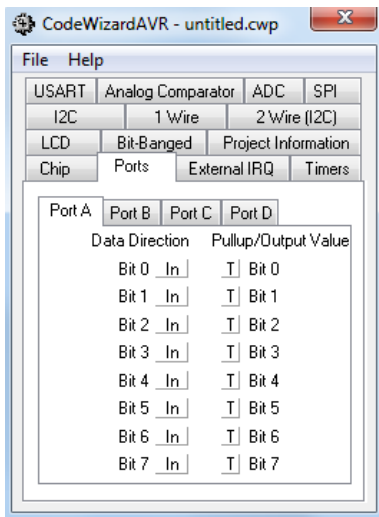 CodeWizardAVR - untitled.cwp
File Help
USART Analog Comparator ADC SPI
I2C 1 Wire 2 Wire (I2C)
LCD Bit-Banged Project Information
Chip Ports External IRQ Timers
Port A Port B Port C Port D
Data Direction Pullup/Output Value
Bit 0 In T Bit 0
Bit 1 In T Bit 1
Bit 2 In T Bit 2
Bit 3 In T Bit 3
Bit 4 In T Bit 4
Bit 5 In T Bit 5
Bit 6 In T Bit 6
Bit 7 In T Bit 7